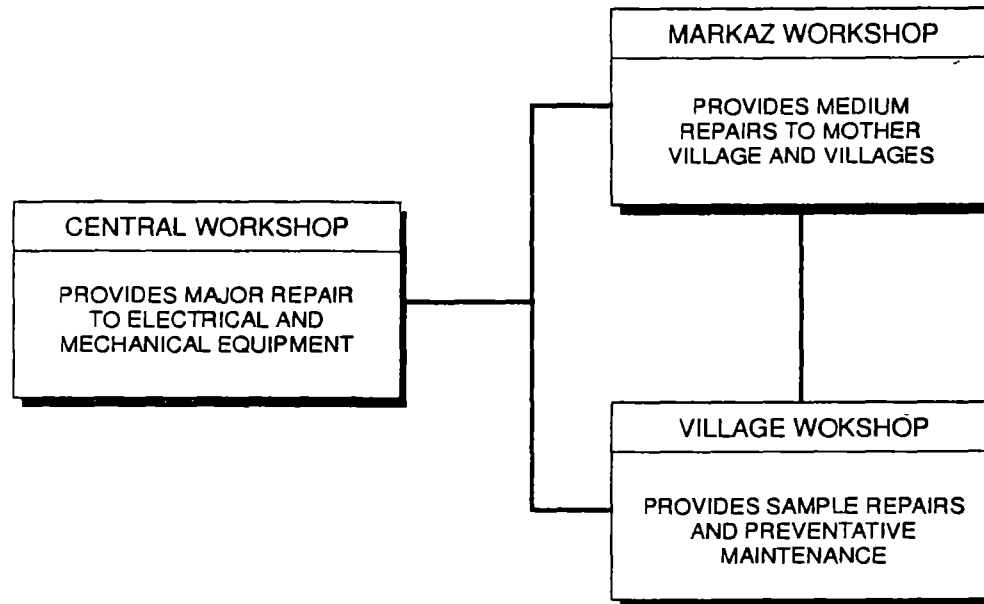 MARKAZ WORKSHOP
PROVIDES MEDIUM
REPAIRS TO MOTHER
VILLAGE AND VILLAGES
CENTRAL WORKSHOP
PROVIDES MAJOR REPAIR
TO ELECTRICAL AND
MECHANICAL EQUIPMENT
VILLAGE WOKSHOP
PROVIDES SAMPLE REPAIRS
AND PREVENTATIVE
MAINTENANCE